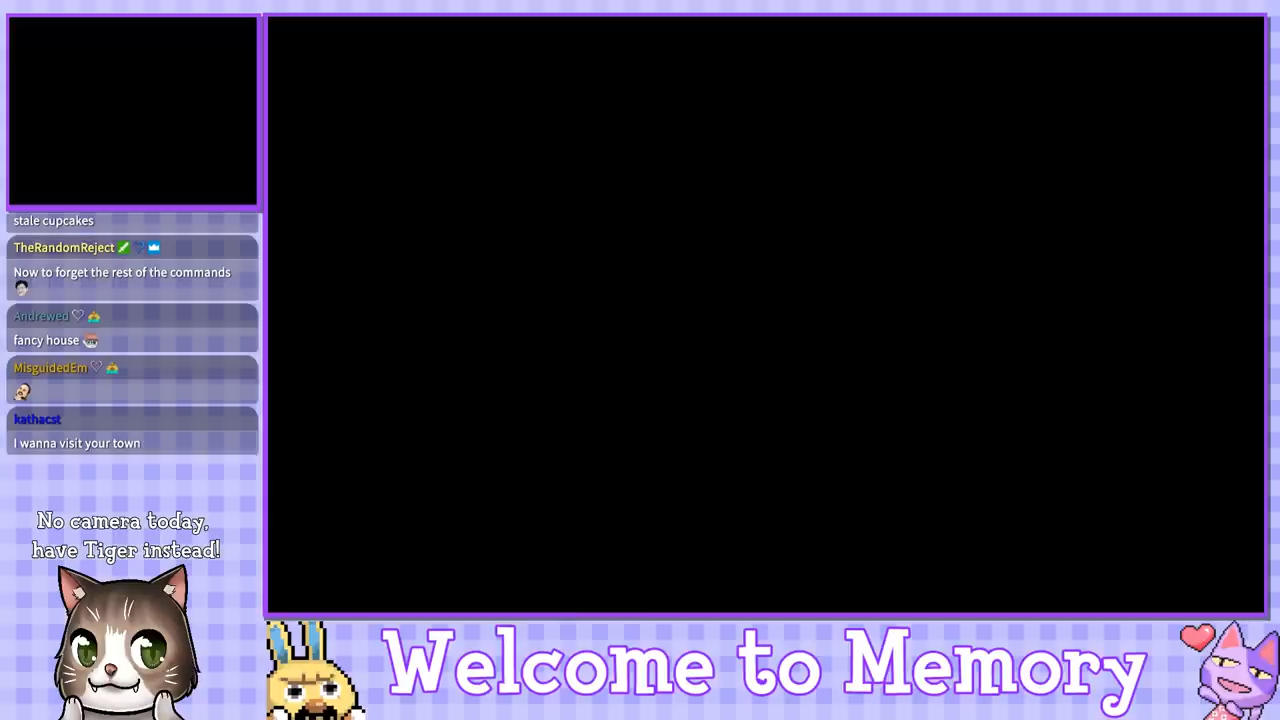 stale cupcakes
TheRandomReject
Now to forget the rest of the commands
Andrewed
fancy house
MisguidedEm
kathacst
I wanna visit your town
No camera today,
have Tiger instead!
Welcome to Memory